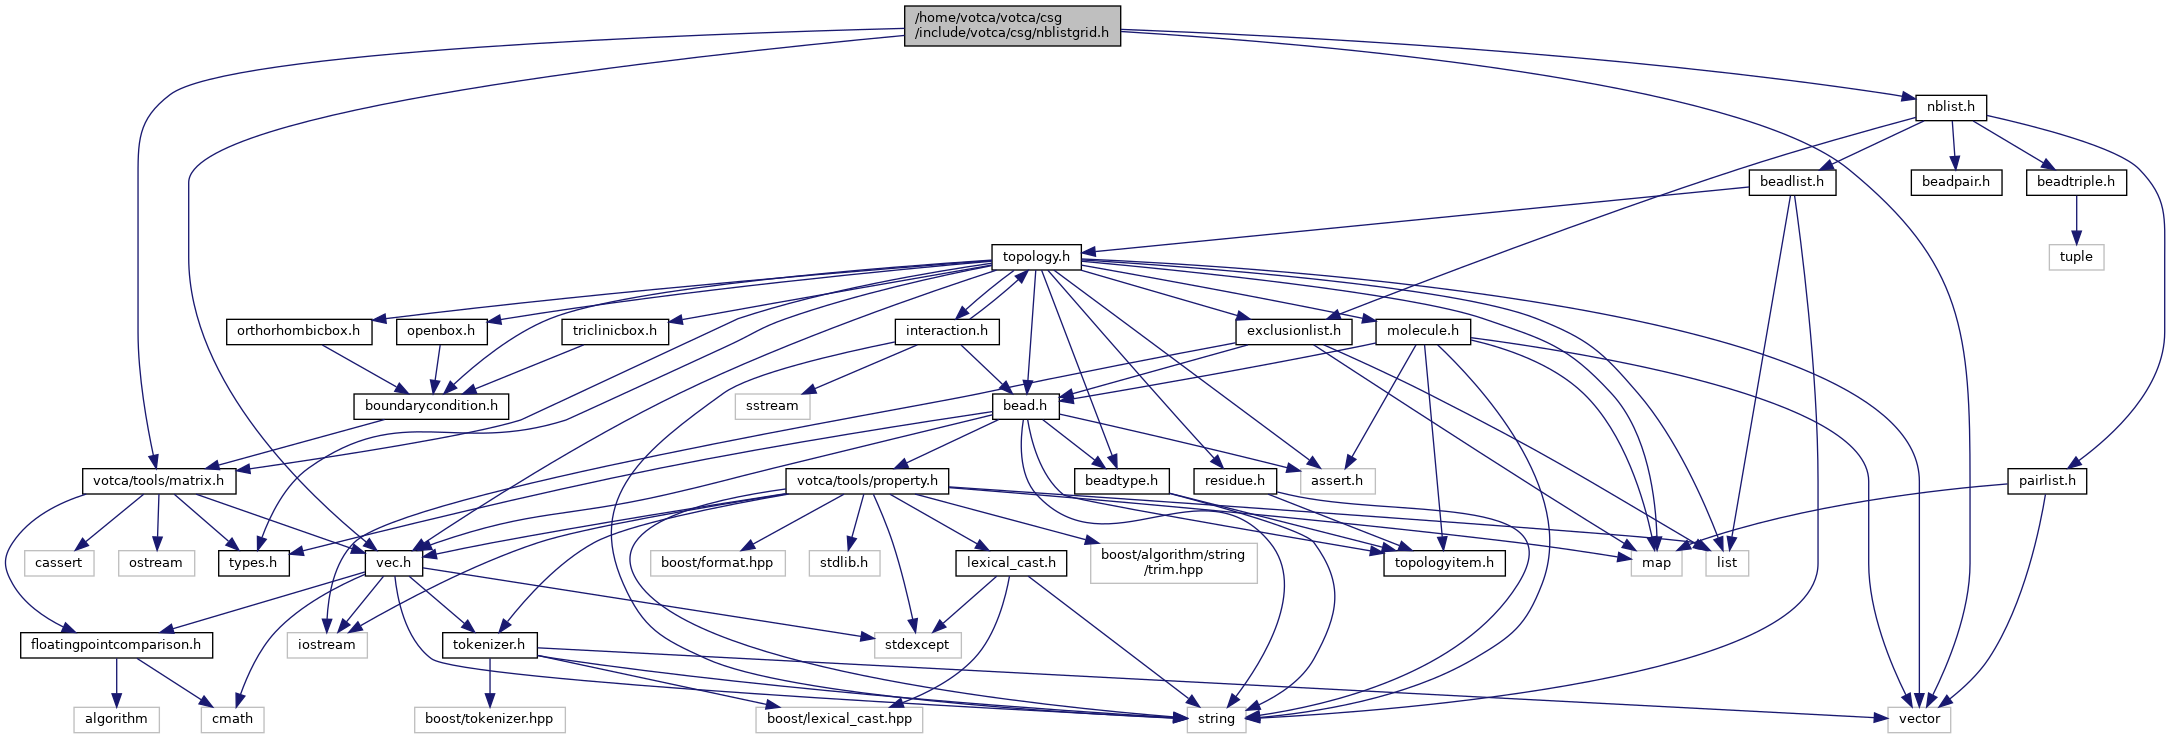 /home/votca/votca/csg
/include/votca/csg/nblistgrid.h
nblist.h
beadlist.h
beadpair.h
beadtriple.h
topology.h
tuple
orthorhombicbox.h
openbox.h
triclinicbox.h
interaction.h
exclusionlist.h
molecule.h
boundarycondition.h
sstream
bead.h
votca/tools/matrix.h
votca/tools/property.h
beadtype.h
residue.h
assert.h
pairlist.h
cassert
ostream
types.h
vec.h
boost/format.hpp
stdlib.h
lexical_cast.h
boost/algorithm/string
/trim.hpp
topologyitem.h
map
list
floatingpointcomparison.h
iostream
tokenizer.h
stdexcept
algorithm
cmath
boost/tokenizer.hpp
boost/lexical_cast.hpp
string
vector